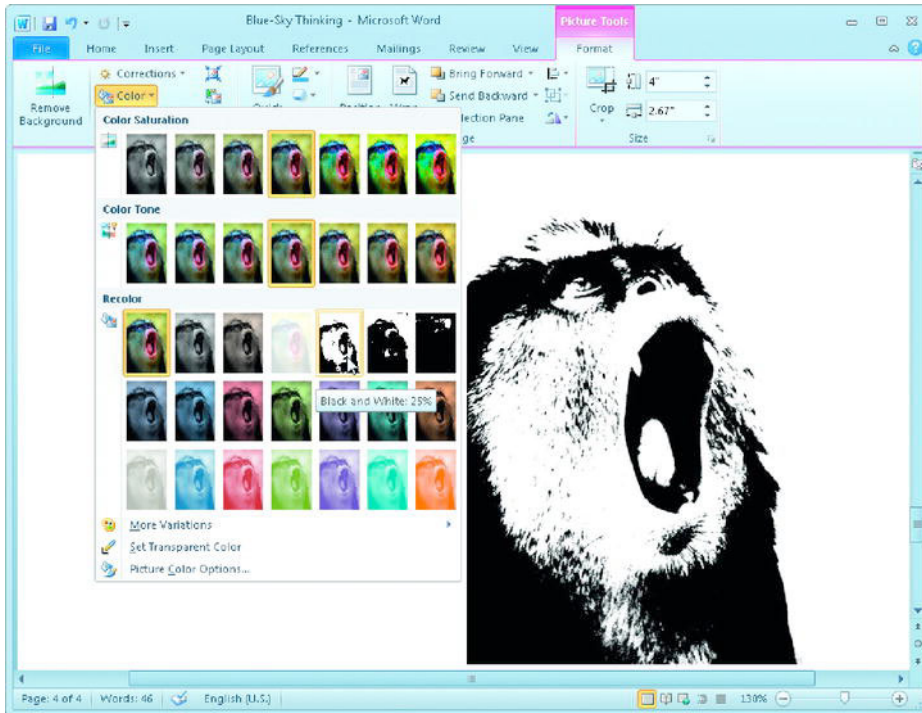 Blue-Sky Thinking - Microsoft Word
Picture Tools
File Home Insert Page Layout References Mailings Review View Format
Remove Background
Corrections
Color
Bring Forward
Send Backward
Crop
4"
2.67"
Size
Color Saturation
Color Tone
Recolor
Black and White: 25%
More Variations
Set Transparent Color
Picture Color Options...
Page: 4 of 4 Words: 46 English (U.S.) 130%